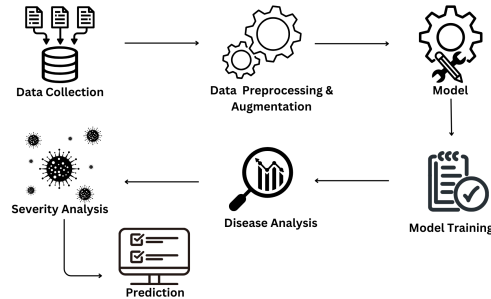 Data Collection
Data Preprocessing &
Augmentation
Model
Model Training
Disease Analysis
Severity Analysis
Prediction